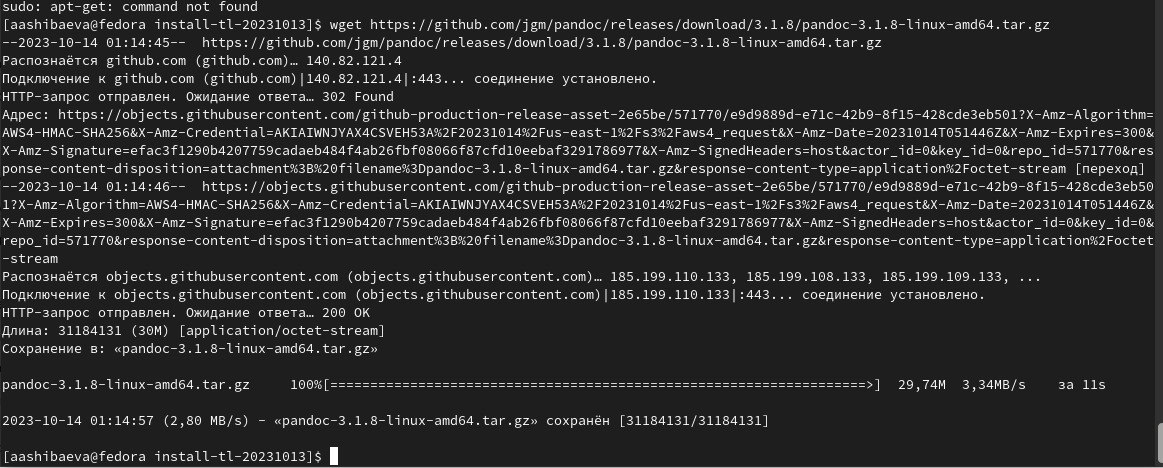 sudo: apt-get: command not found
[aashibaeva@fedora install-tl-20231013]$ wget https://github.com/jgm/pandoc/releases/download/3.1.8/pandoc-3.1.8-linux-amd64.tar.gz
--2023-10-14 01:14:45--  https://github.com/jgm/pandoc/releases/download/3.1.8/pandoc-3.1.8-linux-amd64.tar.gz
Распознаётся github.com (github.com)… 140.82.121.4
Подключение к github.com (github.com)|140.82.121.4|:443... соединение установлено.
HTTP-запрос отправлен. Ожидание ответа… 302 Found
Адрес: https://objects.githubusercontent.com/github-production-release-asset-2e65be/571770/e9d9889d-e71c-42b9-8f15-428cde3eb501?X-Amz-Algorithm=
AWS4-HMAC-SHA256&X-Amz-Credential=AKIAIWNJYAX4CSVEH53A%2F20231014%2Fus-east-1%2Fs3%2Faws4_request&X-Amz-Date=20231014T051446Z&X-Amz-Expires=300&
X-Amz-Signature=efac3f1290b4207759cadaeb484f4ab26fbf08066f87cfd10eebaf3291786977&X-Amz-SignedHeaders=host&actor_id=0&key_id=0&repo_id=571770&res
ponse-content-disposition=attachment%3B%20filename%3Dpandoc-3.1.8-linux-amd64.tar.gz&response-content-type=application%2Foctet-stream [переход]
--2023-10-14 01:14:46--  https://objects.githubusercontent.com/github-production-release-asset-2e65be/571770/e9d9889d-e71c-42b9-8f15-428cde3eb50
1?X-Amz-Algorithm=AWS4-HMAC-SHA256&X-Amz-Credential=AKIAIWNJYAX4CSVEH53A%2F20231014%2Fus-east-1%2Fs3%2Faws4_request&X-Amz-Date=20231014T051446Z&
X-Amz-Expires=300&X-Amz-Signature=efac3f1290b4207759cadaeb484f4ab26fbf08066f87cfd10eebaf3291786977&X-Amz-SignedHeaders=host&actor_id=0&key_id=0&
repo_id=571770&response-content-disposition=attachment%3B%20filename%3Dpandoc-3.1.8-linux-amd64.tar.gz&response-content-type=application%2Foctet
-stream
Распознаётся objects.githubusercontent.com (objects.githubusercontent.com)… 185.199.110.133, 185.199.108.133, 185.199.109.133, ...
Подключение к objects.githubusercontent.com (objects.githubusercontent.com)|185.199.110.133|:443... соединение установлено.
HTTP-запрос отправлен. Ожидание ответа… 200 OK
Длина: 31184131 (30M) [application/octet-stream]
Сохранение в: «pandoc-3.1.8-linux-amd64.tar.gz»
pandoc-3.1.8-linux-amd64.tar.gz     100%[===================================================================>]  29,74M  3,34MB/s    за 11s
2023-10-14 01:14:57 (2,80 MB/s) - «pandoc-3.1.8-linux-amd64.tar.gz» сохранён [31184131/31184131]
[aashibaeva@fedora install-tl-20231013]$